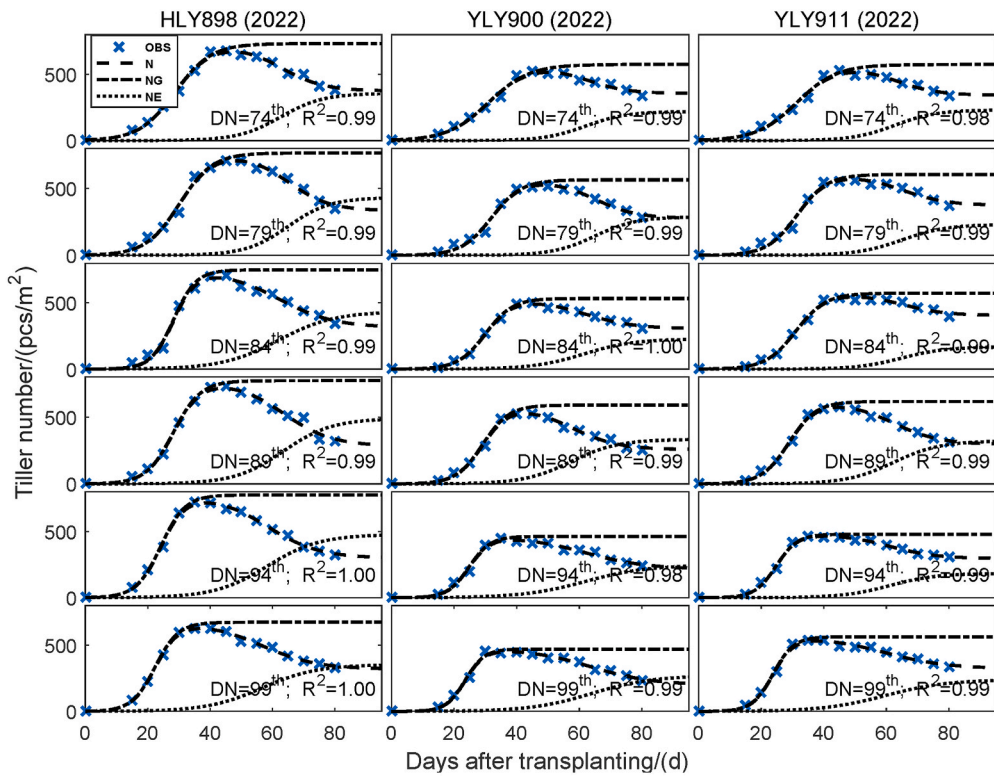 HLY898 (2022)
YLY900 (2022)
YLY911 (2022)
OBS
N
NG
NE
500
0
DN=74th; R2=0.99
DN=74th; R2=0.99
DN=74th; R2=0.98
500
0
DN=79th; R2=0.99
DN=79th; R2=0.99
DN=79th; R2=0.99
500
0
DN=84th; R2=0.99
DN=84th; R2=1.00
DN=84th; R2=0.99
500
0
DN=89th; R2=0.99
DN=89th; R2=0.99
DN=89th; R2=0.99
500
0
DN=94th; R2=1.00
DN=94th; R2=0.98
DN=94th; R2=0.99
500
0
DN=99th; R2=1.00
DN=99th; R2=0.99
DN=99th; R2=0.99
0 20 40 60 80
0 20 40 60 80
0 20 40 60 80
Tiller number/(pcs/m2)
Days after transplanting/(d)